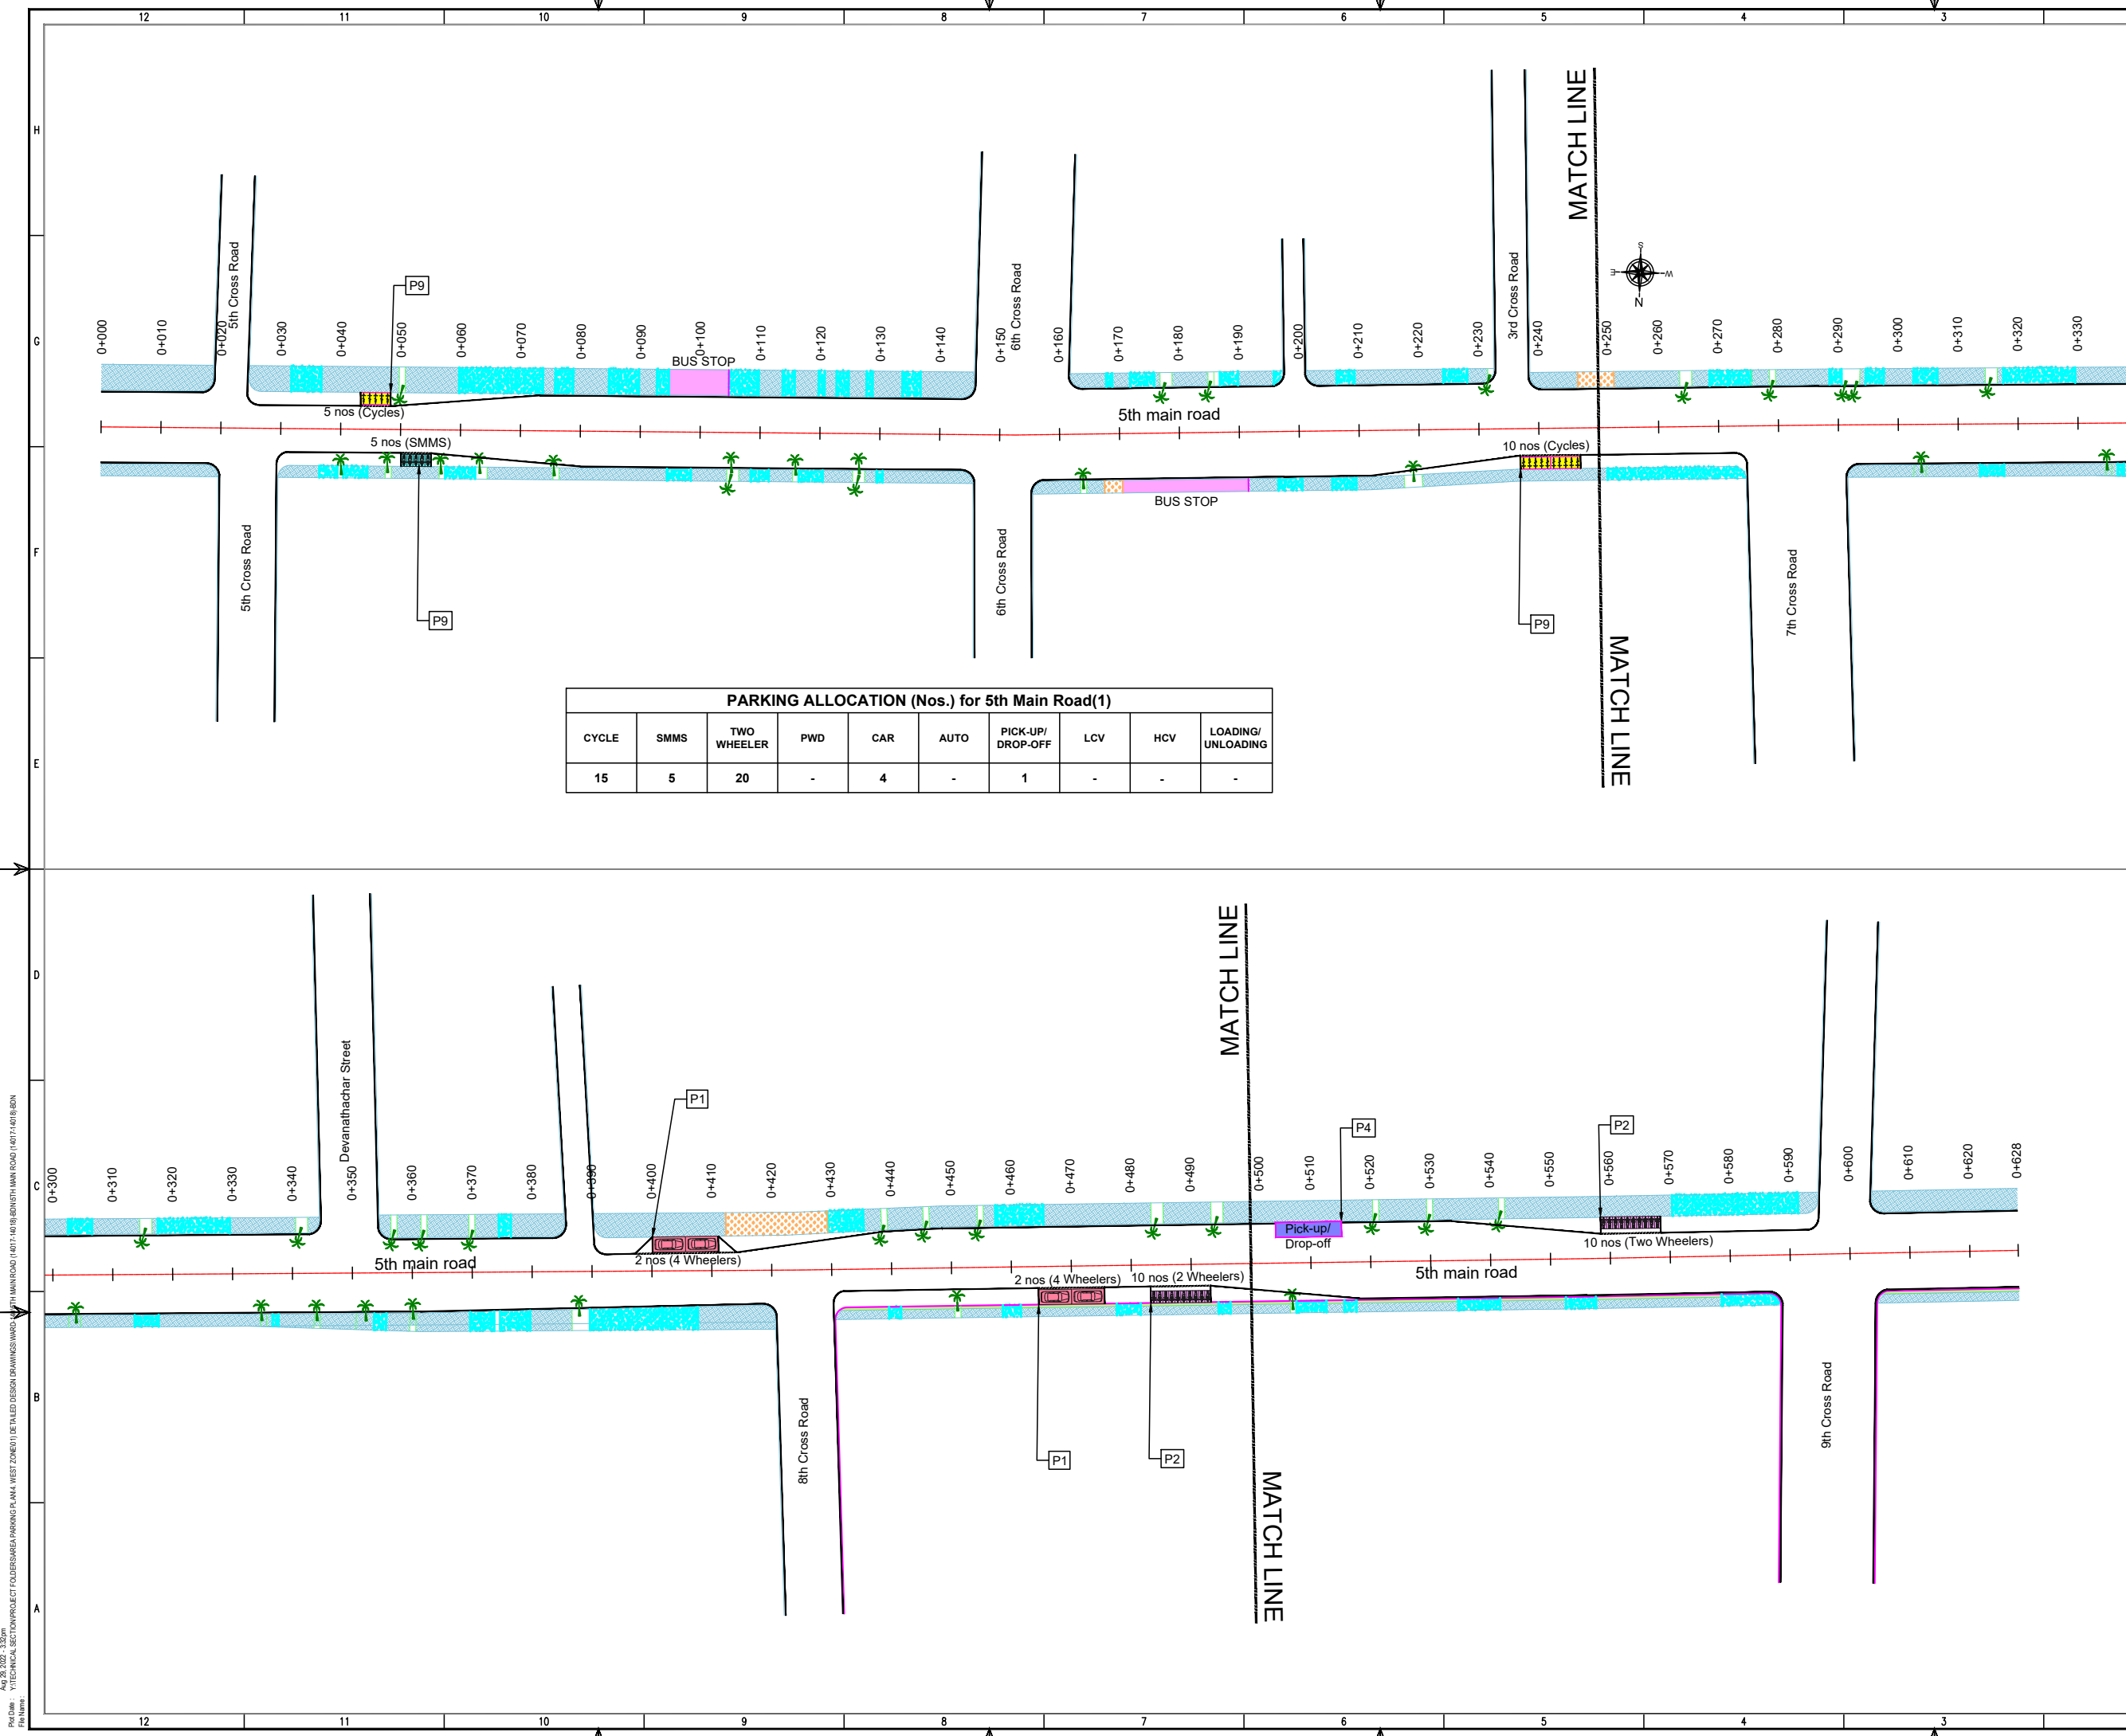 12 11 10 9 8 7 6 5 4 3
H
G
F
E
D
C
B
A
MATCH LINE
5th Cross Road
6th Cross Road
3rd Cross Road
P9
S
E W
N
0+000 0+010 0+020 0+030 0+040 0+050 0+060 0+070 0+080 0+090 0+100 0+110 0+120 0+130 0+140 0+150 0+160 0+170 0+180 0+190 0+200 0+210 0+220 0+230 0+240 0+250 0+260 0+270 0+280 0+290 0+300 0+310 0+320 0+330
BUS STOP
5 nos (Cycles)
5th main road
5 nos (SMMS)
10 nos (Cycles)
BUS STOP
5th Cross Road
6th Cross Road
7th Cross Road
P9
P9
MATCH LINE
PARKING ALLOCATION (Nos.) for 5th Main Road(1)
CYCLE SMMS TWO WHEELER PWD CAR AUTO PICK-UP/ DROP-OFF LCV HCV LOADING/ UNLOADING
15 5 20 - 4 - 1 - - -
MATCH LINE
Devanathachar Street
P1
P4
P2
0+300 0+310 0+320 0+330 0+340 0+350 0+360 0+370 0+380 0+390 0+400 0+410 0+420 0+430 0+440 0+450 0+460 0+470 0+480 0+490 0+500 0+510 0+520 0+530 0+540 0+550 0+560 0+570 0+580 0+590 0+600 0+610 0+620 0+628
Pick-up/
Drop-off
10 nos (Two Wheelers)
5th main road
2 nos (4 Wheelers)
5th main road
2 nos (4 Wheelers)
10 nos (2 Wheelers)
8th Cross Road
9th Cross Road
P1
P2
MATCH LINE
Plot Date : Aug 29, 2022 - 3:32pm
File Name :
12 11 10 9 8 7 6 5 4 3